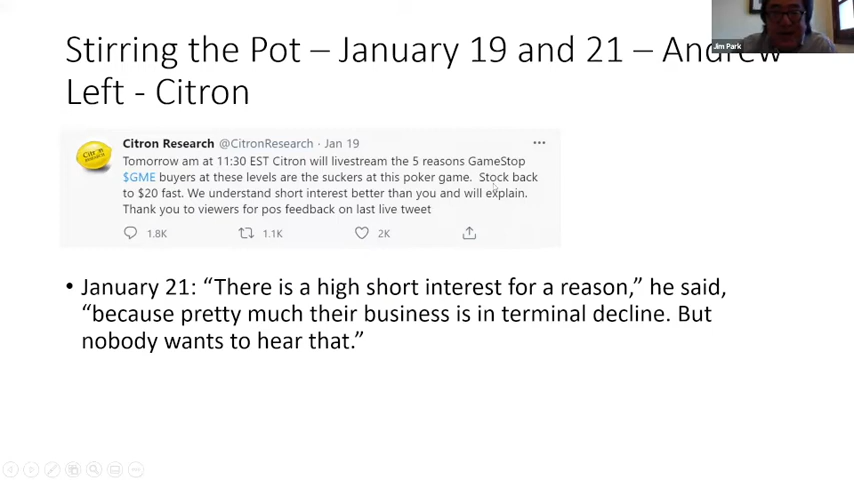 Jim Park
Stirring the Pot – January 19 and 21 – Andrew
Left - Citron
Citron Research @CitronResearch · Jan 19
Tomorrow am at 11:30 EST Citron will livestream the 5 reasons GameStop
$GME buyers at these levels are the suckers at this poker game. Stock back
to $20 fast. We understand short interest better than you and will explain.
Thank you to viewers for pos feedback on last live tweet
1.8K 1.1K 2K
• January 21: “There is a high short interest for a reason,” he said,
“because pretty much their business is in terminal decline. But
nobody wants to hear that.”